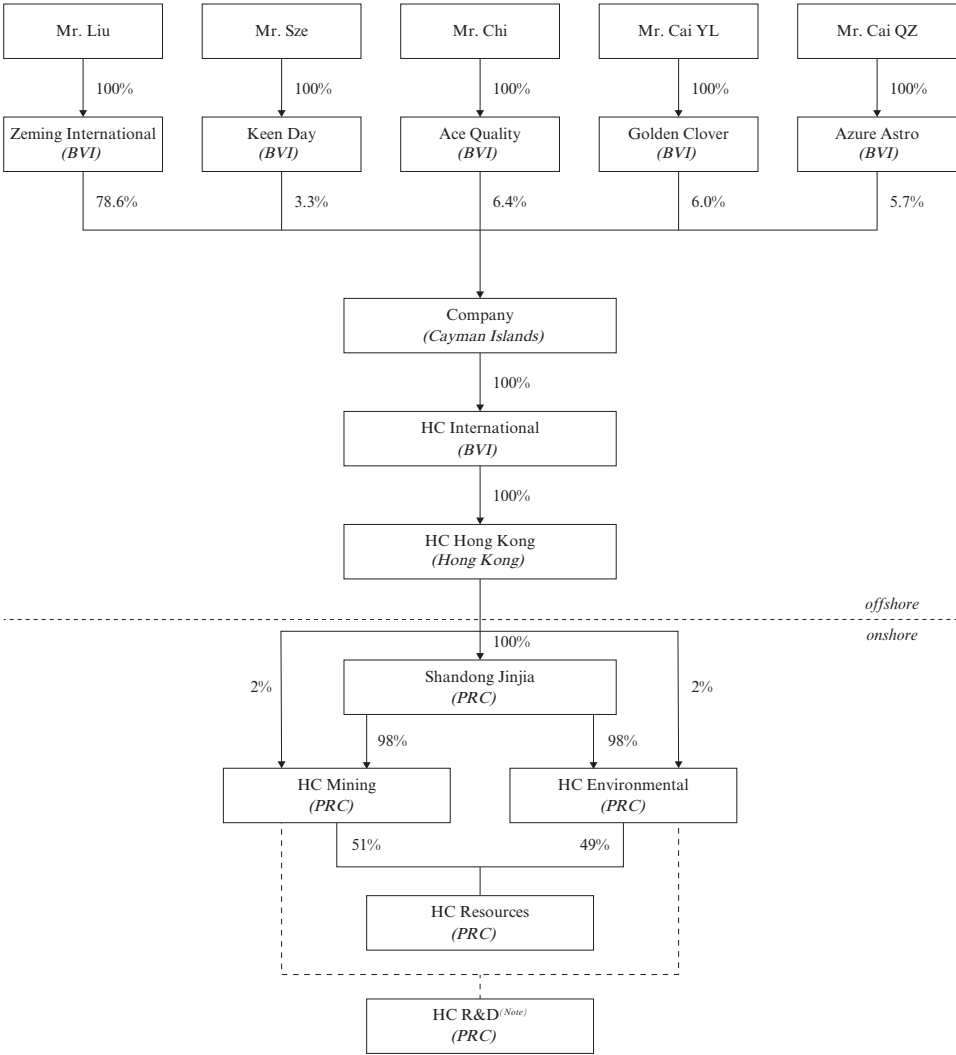 Mr. Liu
Mr. Sze
Mr. Chi
Mr. Cai YL
Mr. Cai QZ
100%
100%
100%
100%
100%
Zeming International
(BVI)
Keen Day
(BVI)
Ace Quality
(BVI)
Golden Clover
(BVI)
Azure Astro
(BVI)
78.6%
3.3%
6.4%
6.0%
5.7%
Company
(Cayman Islands)
100%
HC International
(BVI)
100%
HC Hong Kong
(Hong Kong)
offshore
onshore
100%
Shandong Jinjia
(PRC)
2%
2%
98%
98%
HC Mining
(PRC)
HC Environmental
(PRC)
51%
49%
HC Resources
(PRC)
HC R&D(Note)
(PRC)